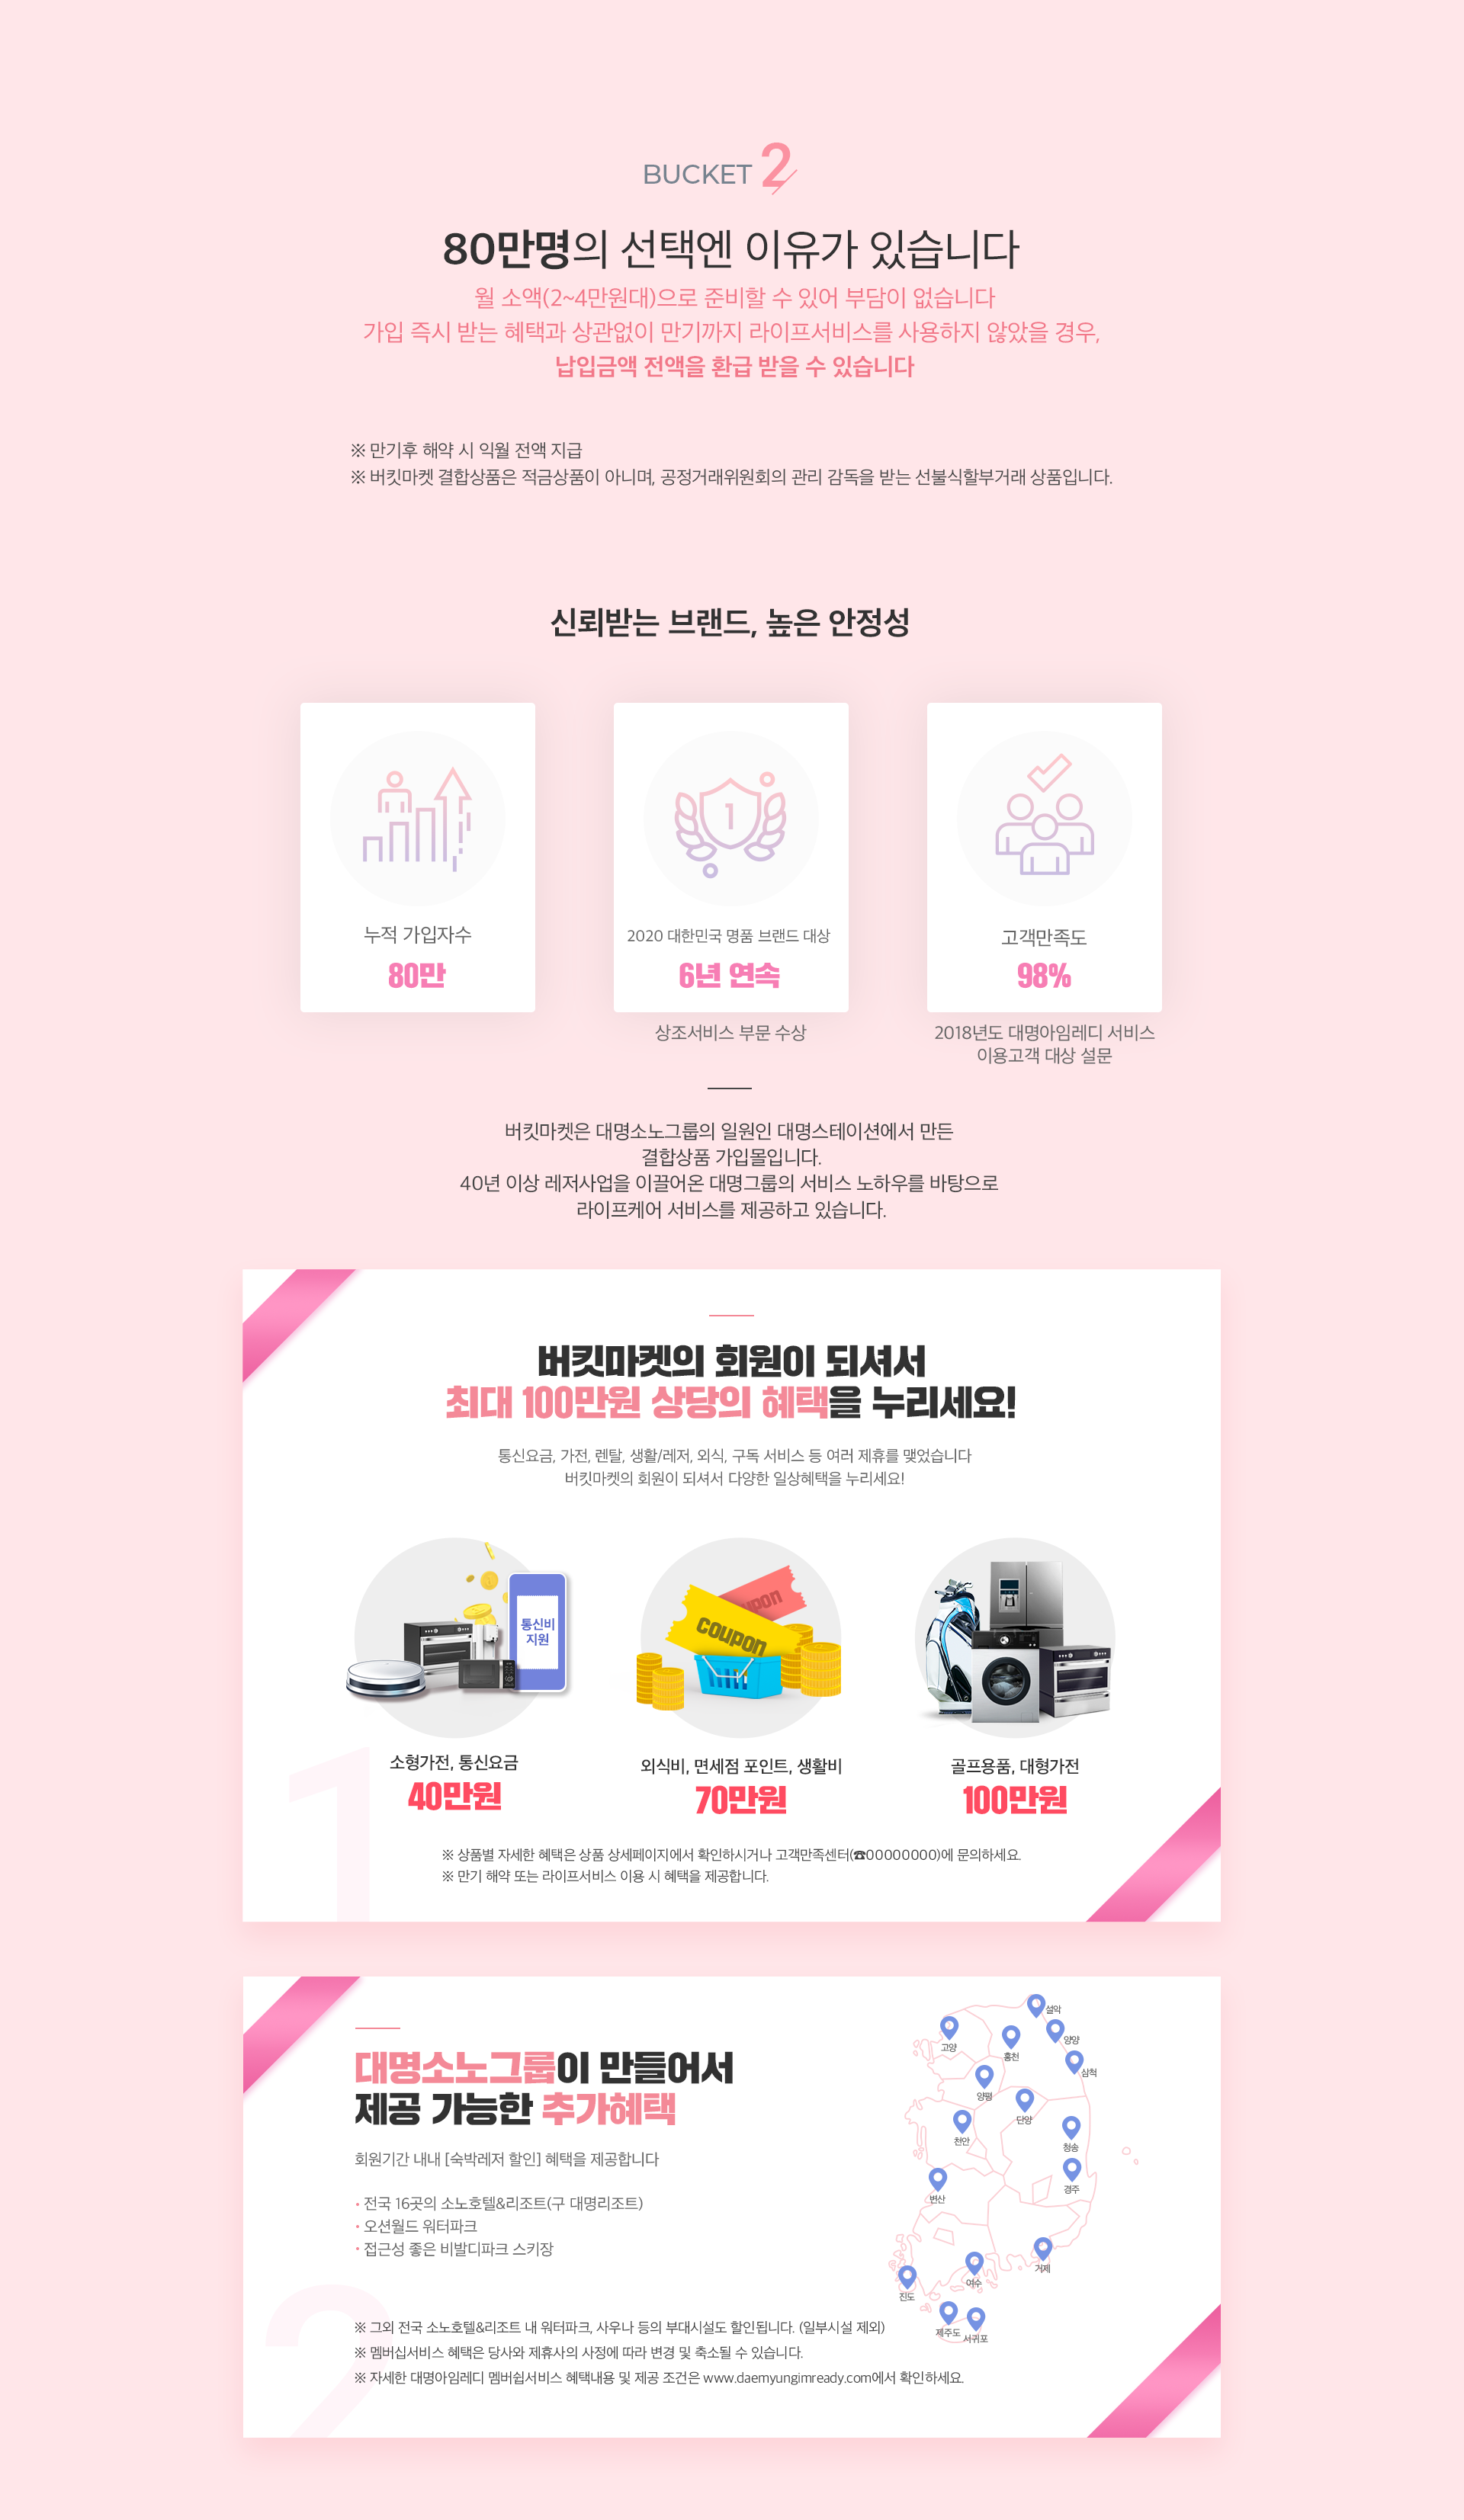 BUCKET 2
80만명의 선택엔 이유가 있습니다
월 소액(2~4만원대)으로 준비할 수 있어 부담이 없습니다
가입 즉시 받는 혜택과 상관없이 만기까지 라이프서비스를 사용하지 않았을 경우,
납입금액 전액을 환급 받을 수 있습니다
※ 만기후 해약 시 익월 전액 지급
※ 버킷마켓 결합상품은 적금상품이 아니며, 공정거래위원회의 관리 감독을 받는 선불식할부거래 상품입니다.
신뢰받는 브랜드, 높은 안정성
누적 가입자수
80만
1
2020 대한민국 명품 브랜드 대상
6년 연속
상조서비스 부문 수상
고객만족도
98%
2018년도 대명아임레디 서비스
이용고객 대상 설문
버킷마켓은 대명소노그룹의 일원인 대명스테이션에서 만든
결합상품 가입몰입니다.
40년 이상 레저사업을 이끌어온 대명그룹의 서비스 노하우를 바탕으로
라이프케어 서비스를 제공하고 있습니다.
버킷마켓의 회원이 되셔서
최대 100만원 상당의 혜택을 누리세요!
통신요금, 가전, 렌탈, 생활/레저, 외식, 구독 서비스 등 여러 제휴를 맺었습니다
버킷마켓의 회원이 되셔서 다양한 일상혜택을 누리세요!
통신비
지원
소형가전, 통신요금
40만원
upon
coupon
외식비, 면세점 포인트, 생활비
70만원
골프용품, 대형가전
100만원
1
※ 상품별 자세한 혜택은 상품 상세페이지에서 확인하시거나 고객만족센터(☎00000000)에 문의하세요.
※ 만기 해약 또는 라이프서비스 이용 시 혜택을 제공합니다.
대명소노그룹이 만들어서
제공 가능한 추가혜택
회원기간 내내 [숙박레저 할인] 혜택을 제공합니다
· 전국 16곳의 소노호텔&리조트(구 대명리조트)
· 오션월드 워터파크
· 접근성 좋은 비발디파크 스키장
설악
고양
양양
홍천
삼척
양평
단양
천안
청송
경주
변산
거제
여수
진도
제주도
서귀포
2
※ 그외 전국 소노호텔&리조트 내 워터파크, 사우나 등의 부대시설도 할인됩니다. (일부시설 제외)
※ 멤버십서비스 혜택은 당사와 제휴사의 사정에 따라 변경 및 축소될 수 있습니다.
※ 자세한 대명아임레디 멤버쉽서비스 혜택내용 및 제공 조건은 www.daemyungimready.com에서 확인하세요.